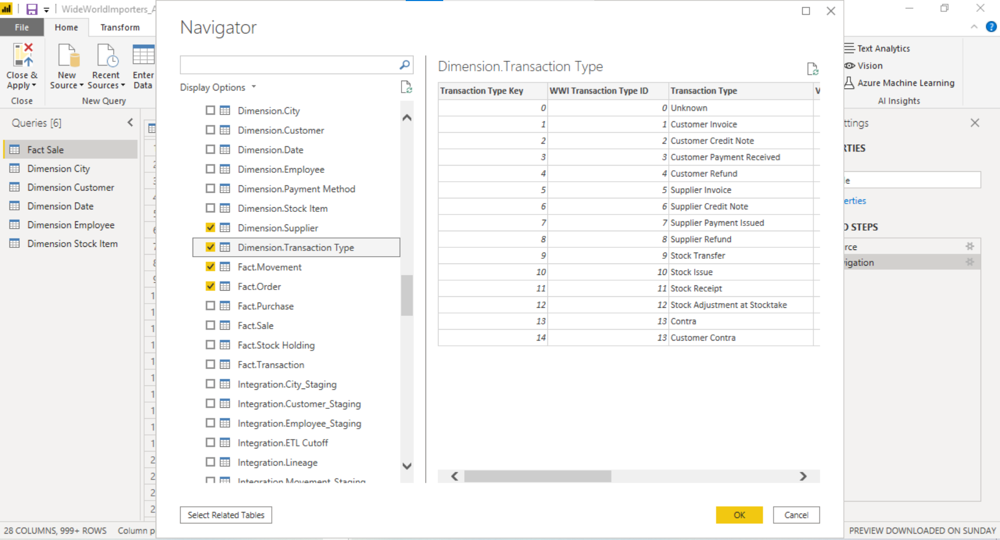 WideWorldImporters_A
File
Home
Transform
Close &
Apply
New
Source
Recent
Sources
Enter
Data
Close
New Query
Queries [6]
Fact Sale
Dimension City
Dimension Customer
Dimension Date
Dimension Employee
Dimension Stock Item
28 COLUMNS, 999+ ROWS
Column p
Navigator
Display Options
Dimension.City
Dimension.Customer
Dimension.Date
Dimension.Employee
Dimension.Payment Method
Dimension.Stock Item
Dimension.Supplier
Dimension.Transaction Type
Fact.Movement
Fact.Order
Fact.Purchase
Fact.Sale
Fact.Stock Holding
Fact.Transaction
Integration.City_Staging
Integration.Customer_Staging
Integration.Employee_Staging
Integration.ETL Cutoff
Integration.Lineage
Integration.Movement_Staging
Select Related Tables
Dimension.Transaction Type
Transaction Type Key WWI Transaction Type ID Transaction Type V
0 0 Unknown
1 1 Customer Invoice
2 2 Customer Credit Note
3 3 Customer Payment Received
4 4 Customer Refund
5 5 Supplier Invoice
6 6 Supplier Credit Note
7 7 Supplier Payment Issued
8 8 Supplier Refund
9 9 Stock Transfer
10 10 Stock Issue
11 11 Stock Receipt
12 12 Stock Adjustment at Stocktake
13 13 Contra
14 13 Customer Contra
OK
Cancel
?
Text Analytics
Vision
Azure Machine Learning
AI Insights
ttings
RTIES
le
erties
D STEPS
rce
vigation
PREVIEW DOWNLOADED ON SUNDAY